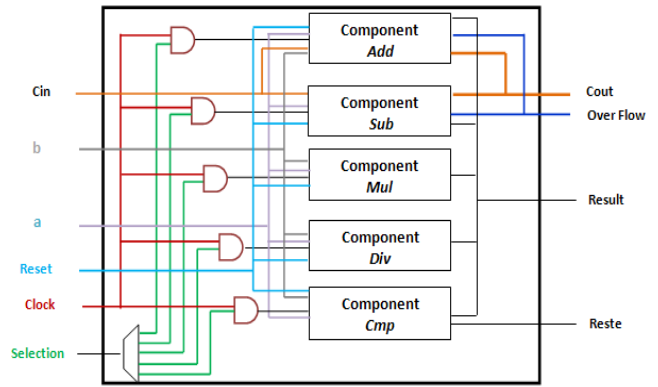 Component
Add
Cin
Component
Sub
Cout
Over Flow
b
Component
Mul
Result
a
Component
Div
Reset
Clock
Component
Cmp
Reste
Selection